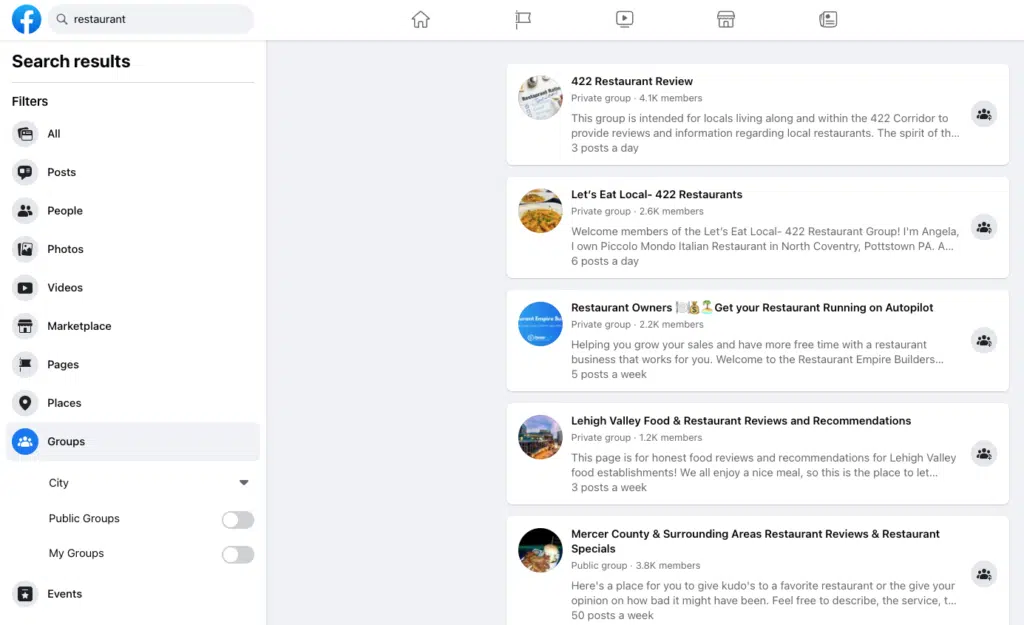 restaurant
Search results
Filters
All
Posts
People
Photos
Videos
Marketplace
Pages
Places
Groups
City
Public Groups
My Groups
Events
422 Restaurant Review
Private group · 4.1K members
This group is intended for locals living along and within the 422 Corridor to
provide reviews and information regarding local restaurants. The spirit of th...
3 posts a day
Let's Eat Local- 422 Restaurants
Private group · 2.6K members
Welcome members of the Let's Eat Local- 422 Restaurant Group! I'm Angela,
I own Piccolo Mondo Italian Restaurant in North Coventry, Pottstown PA. A...
6 posts a day
Restaurant Owners 🍽️💰🏝️Get your Restaurant Running on Autopilot
Private group · 2.2K members
Helping you grow your sales and have more free time with a restaurant
business that works for you. Welcome to the Restaurant Empire Builders...
5 posts a week
Lehigh Valley Food & Restaurant Reviews and Recommendations
Private group · 1.2K members
This page is for honest food reviews and recommendations for Lehigh Valley
food establishments! We all enjoy a nice meal, so this is the place to let...
3 posts a week
Mercer County & Surrounding Areas Restaurant Reviews & Restaurant
Specials
Public group · 3.8K members
Here's a place for you to give kudo's to a favorite restaurant or the give your
opinion on how bad it might have been. Feel free to describe, the service, t...
50 posts a week